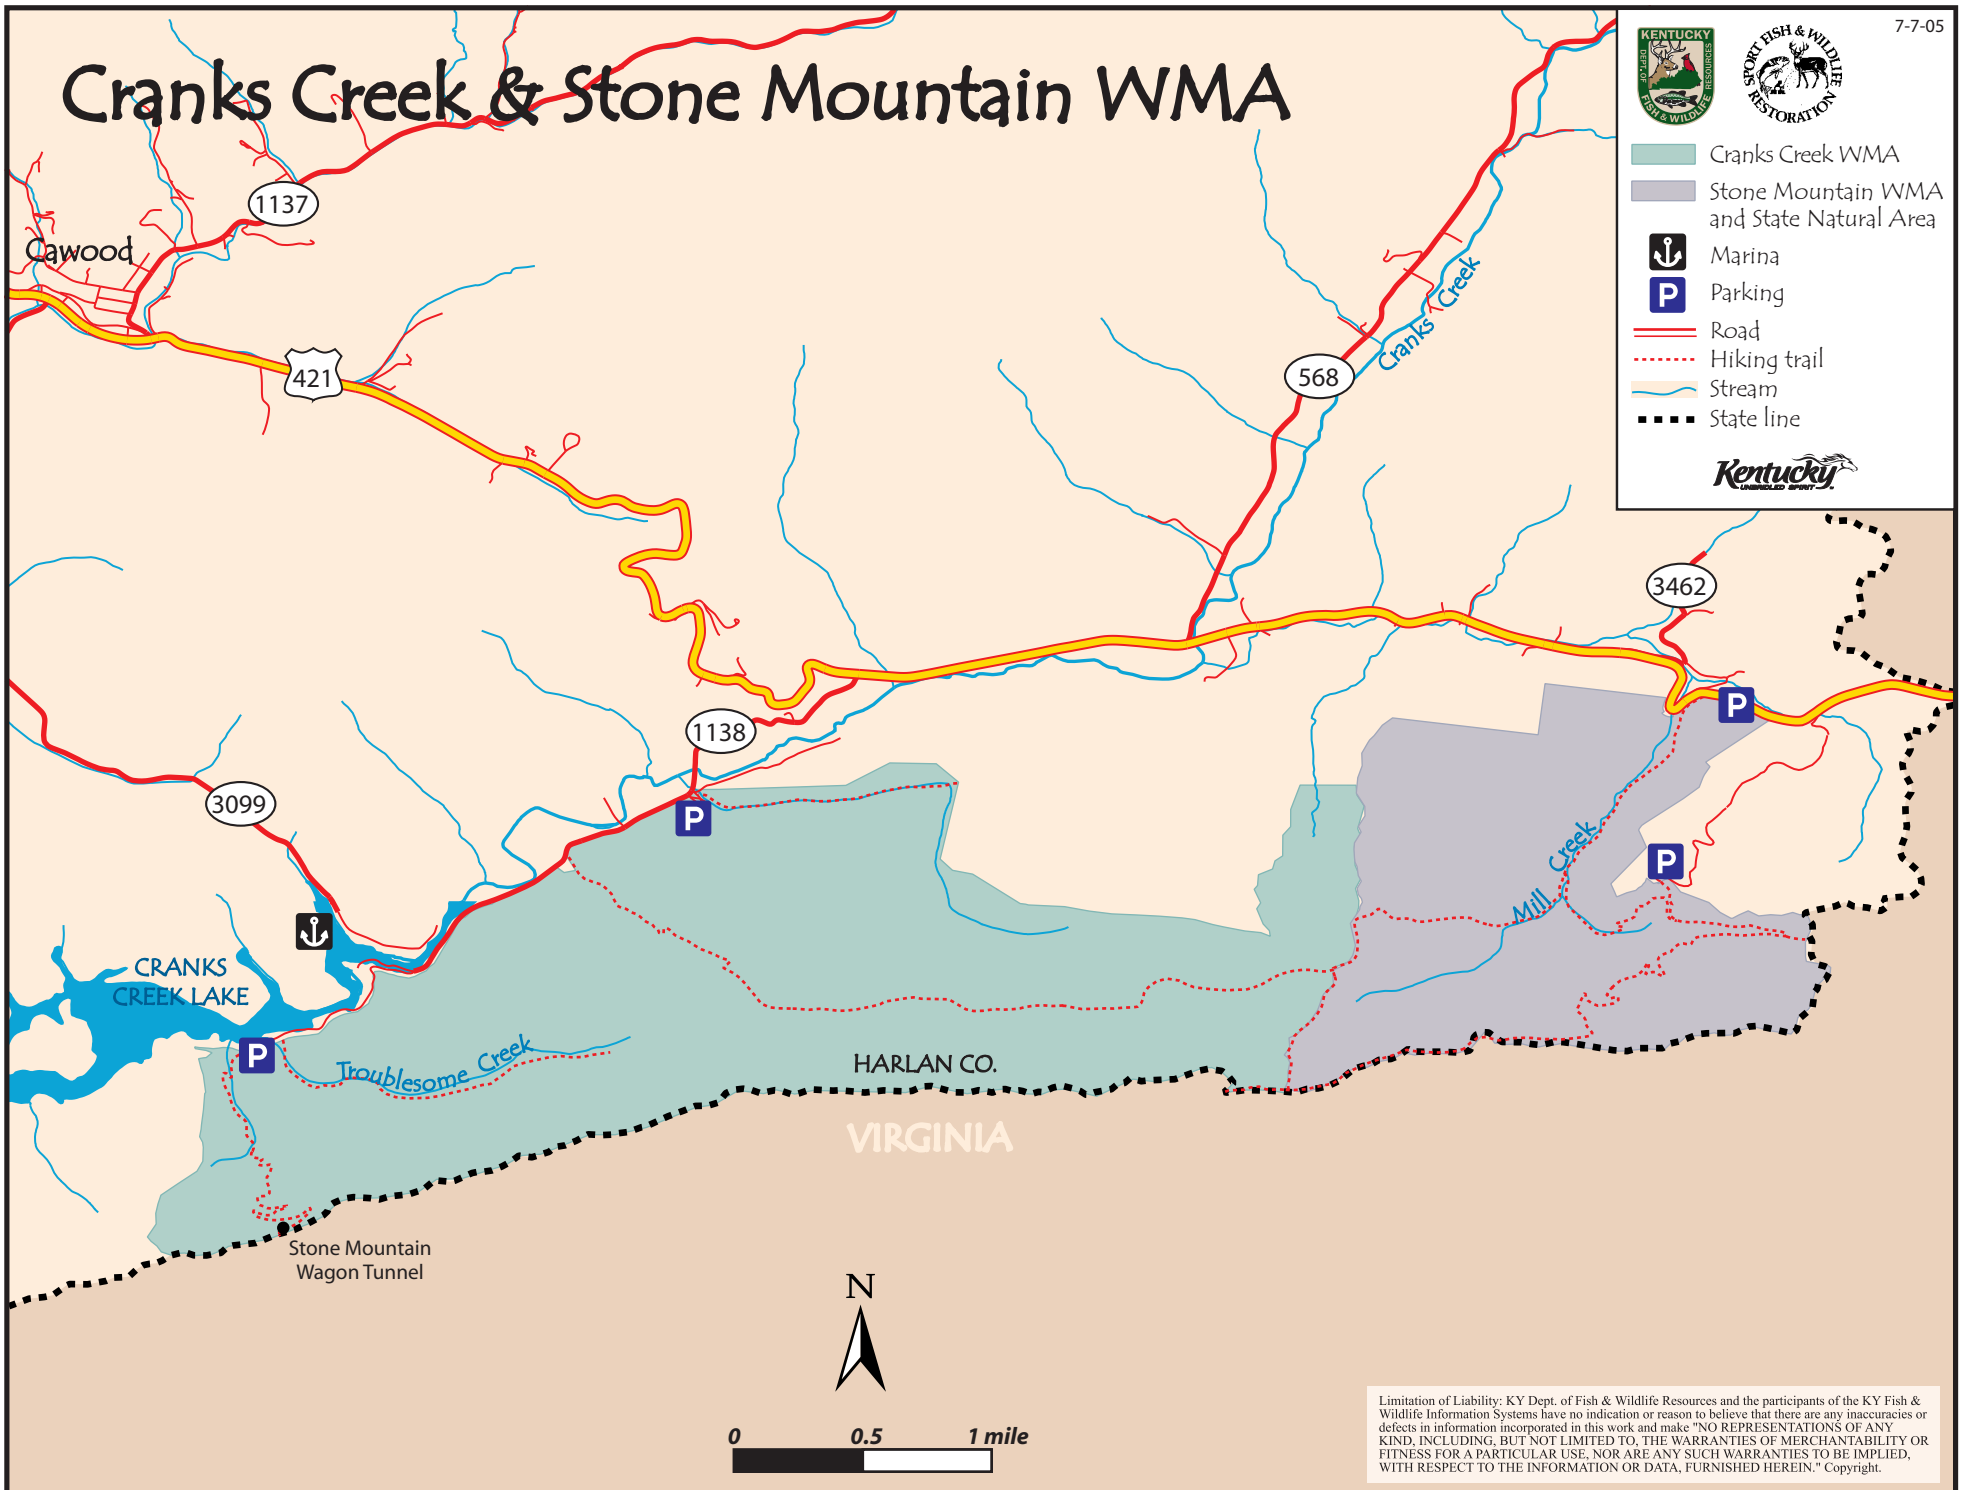 Cranks Creek & Stone Mountain WMA
7-7-05
KENTUCKY
DEPT. OF
RESOURCES
FISH & WILDLIFE
SPORT FISH & WILDLIFE
RESTORATION
Cranks Creek WMA
Stone Mountain WMA
and State Natural Area
Marina
P
Parking
Road
Hiking trail
Stream
State line
Kentucky
UNBRIDLED SPIRIT
1137
Cawood
421
Cranks Creek
568
3462
P
1138
3099
P
P
Mill Creek
CRANKS
CREEK LAKE
P
Troublesome Creek
HARLAN CO.
VIRGINIA
Stone Mountain
Wagon Tunnel
N
0 0.5 1 mile
Limitation of Liability: KY Dept. of Fish & Wildlife Resources and the participants of the KY Fish &
Wildlife Information Systems have no indication or reason to believe that there are any inaccuracies or
defects in information incorporated in this work and make "NO REPRESENTATIONS OF ANY
KIND, INCLUDING, BUT NOT LIMITED TO, THE WARRANTIES OF MERCHANTABILITY OR
FITNESS FOR A PARTICULAR USE, NOR ARE ANY SUCH WARRANTIES TO BE IMPLIED,
WITH RESPECT TO THE INFORMATION OR DATA, FURNISHED HEREIN." Copyright.